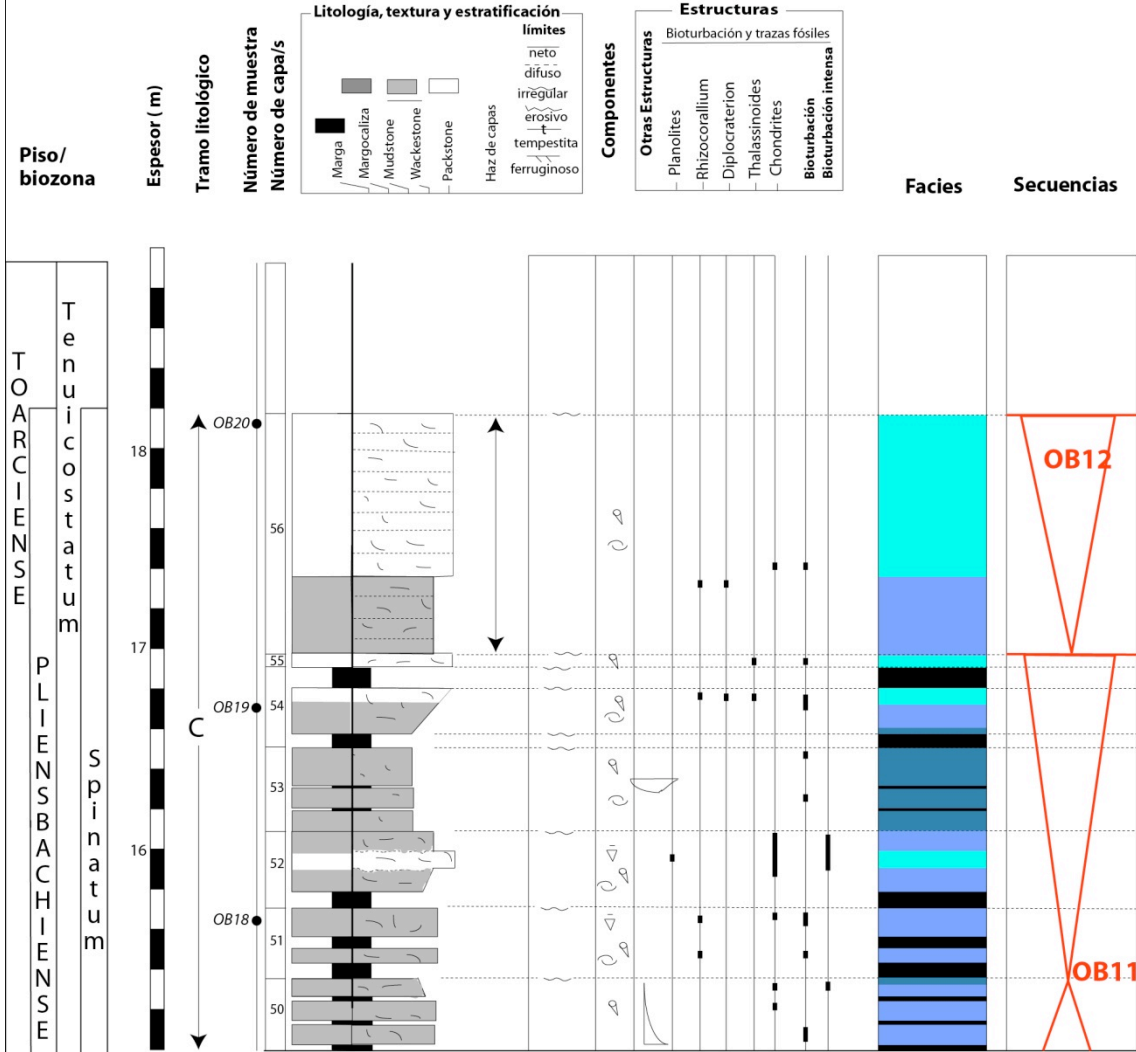 Litología, textura y estratificación
límites
neto
difuso
irregular
erosivo
t
tempestita
ferruginoso
Marga
Margocaliza
Mudstone
Wackestone
Packstone
Haz de capas
Estructuras
Bioturbación y trazas fósiles
Piso/
biozona
Espesor ( m)
Tramo litológico
Número de muestra
Número de capa/s
Componentes
Otras Estructuras
Planolites
Rhizocorallium
Diplocraterion
Thalassinoides
Chondrites
Bioturbación
Bioturbación intensa
Facies
Secuencias
TOARCIENSE
Tenuicostatum
PLIENSBACHIENSE
Spinatum
18
17
16
C
OB20
OB19
OB18
56
55
54
53
52
51
50
OB12
OB11